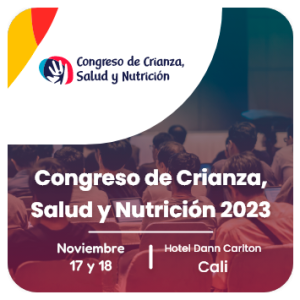 Congreso de Crianza,
Salud y Nutrición
Congreso de Crianza,
Salud y Nutrición 2023
Noviembre
17 y 18
Hotel Dann Carlton
Cali